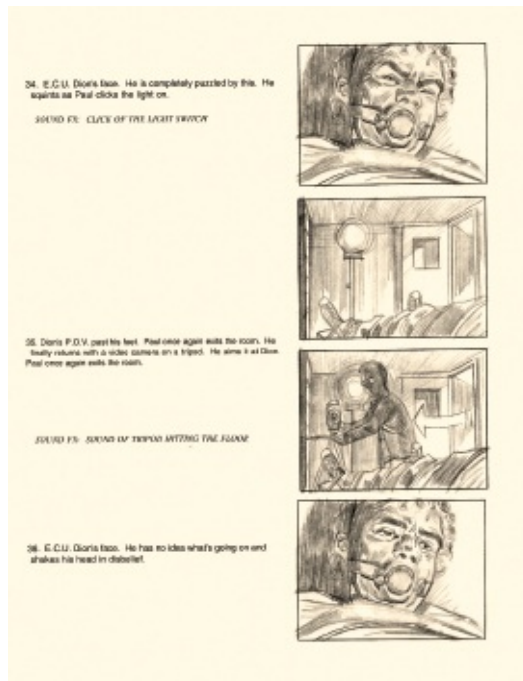 34. E.C.U. Dion's face. He is completely puzzled by this. He
squints as Paul clicks the light on.
SOUND FX: CLICK OF THE LIGHT SWITCH
35. Dion's P.O.V. past his feet. Paul once again exits the room. He
finally returns with a video camera on a tripod. He aims it at Dion
Paul once again exits the room.
SOUND FX: SOUND OF TRIPOD HITTING THE FLOOR
36. E.C.U. Dion's face. He has no idea what's going on and
shakes his head in disbelief.